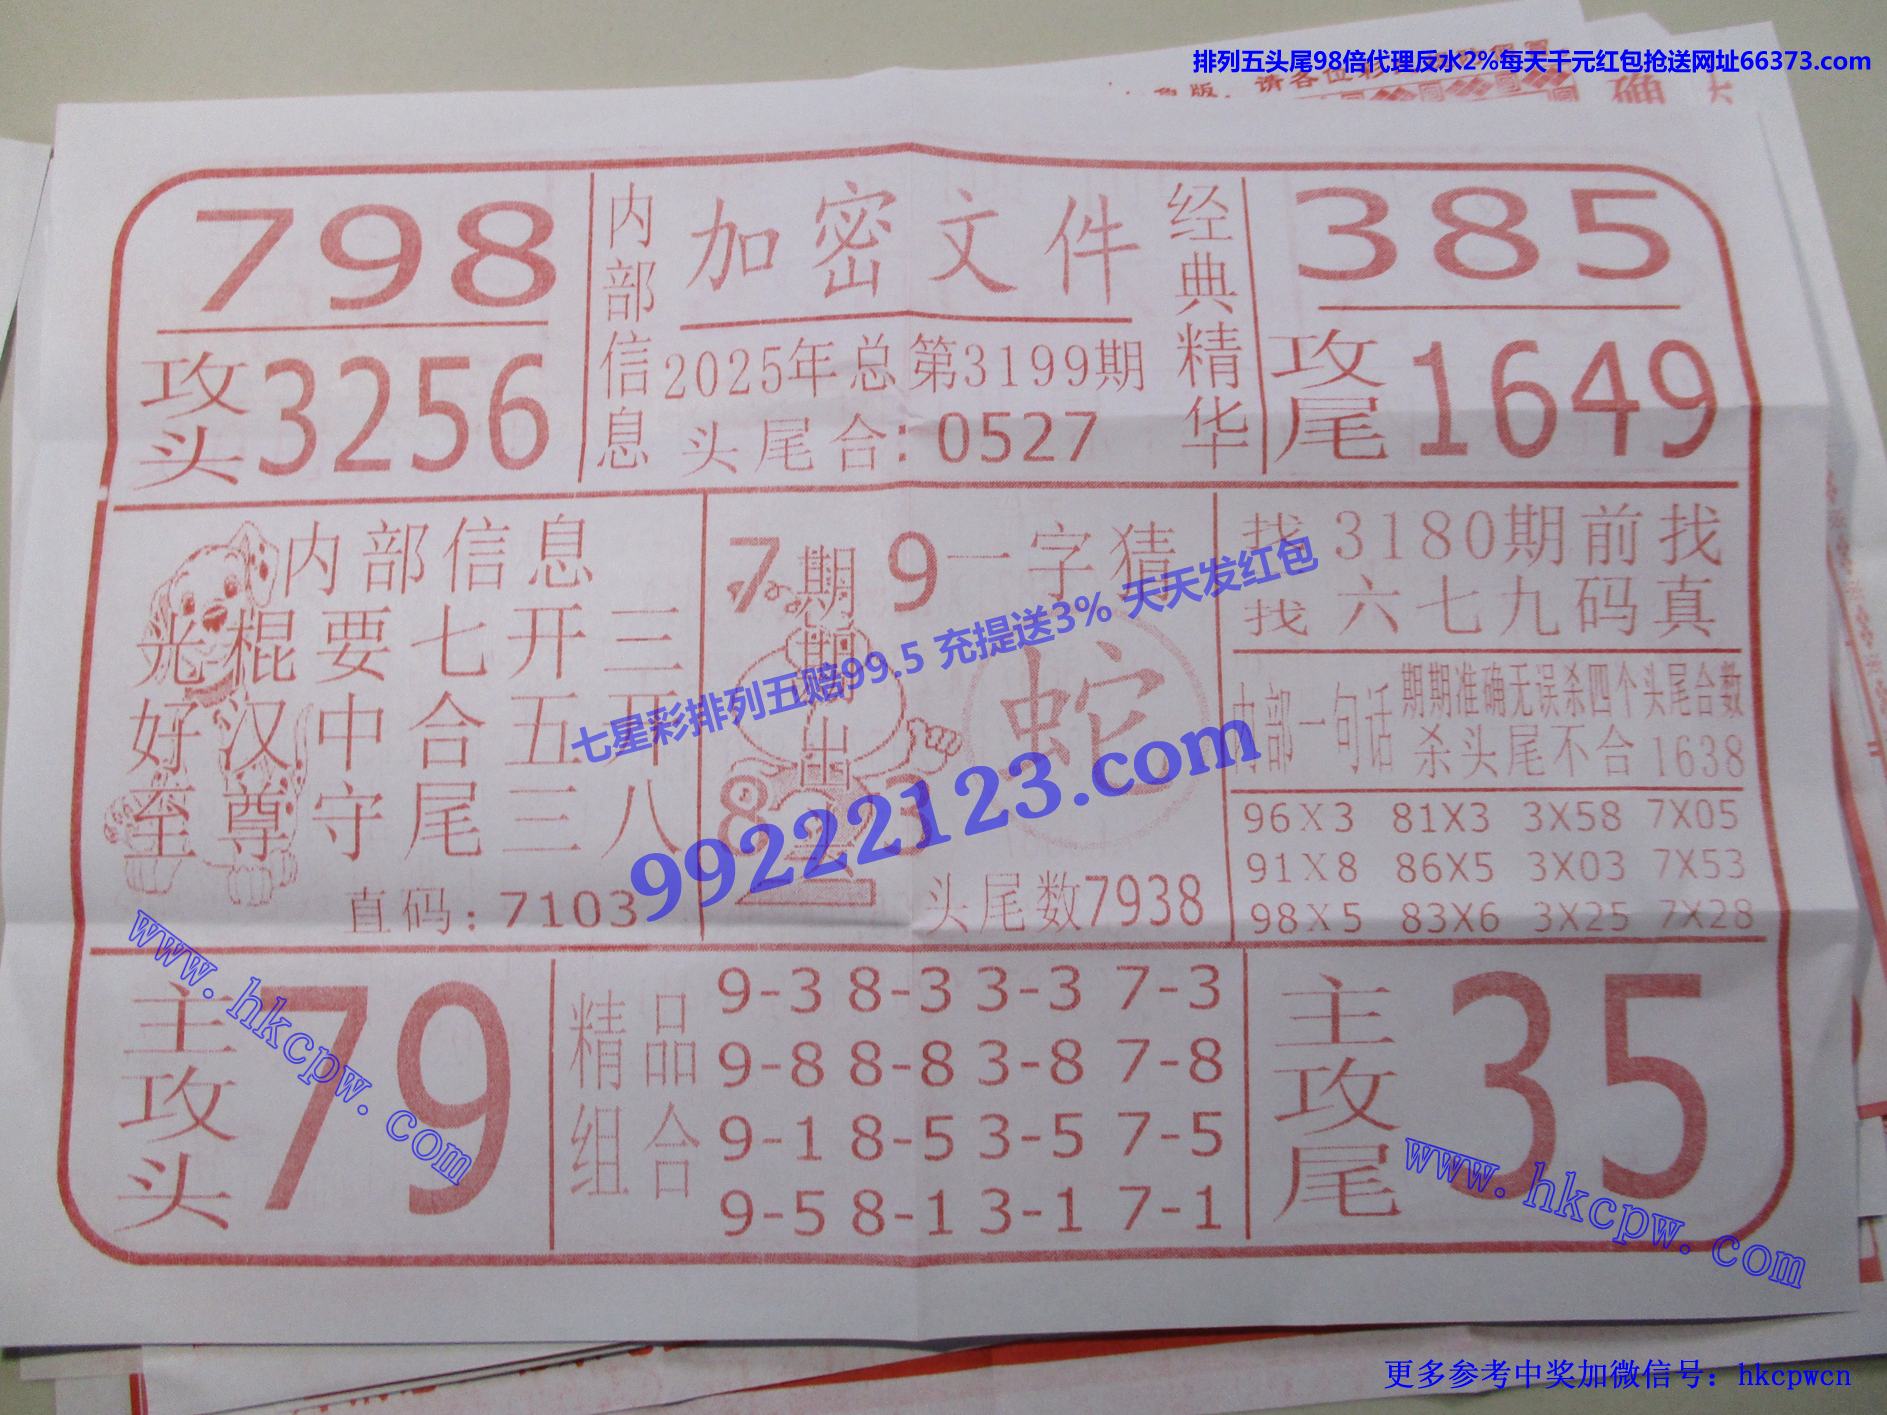 排列五头尾98倍代理反水2%每天千元红包抢送网址66373.com
确
798
攻头 3256
内部信息
加密文件
2025年总第3199期
头尾合:0527
经典精华
385
攻尾 1649
内部信息
光棍要七开三
好汉中合五开
至尊守尾三八
直码:7103
7 9
期期出
8 3
一字猜
蛇
头尾数7938
找找
3180期前找
六七九码真
内部一句话
期期准确无误杀四个头尾合数
杀头尾不合1638
96X3 81X3 3X58 7X05
91X8 86X5 3X03 7X53
98X5 83X6 3X25 7X28
主攻头 79
精品组合
9-3 8-3 3-3 7-3
9-8 8-8 3-8 7-8
9-1 8-5 3-5 7-5
9-5 8-1 3-1 7-1
主攻尾 35
七星彩排列五赔99.5 充提送3% 天天发红包
99222123.com
www.hkcpw.com
www.hkcpw.com
更多参考中奖加微信号:hkcpwcn